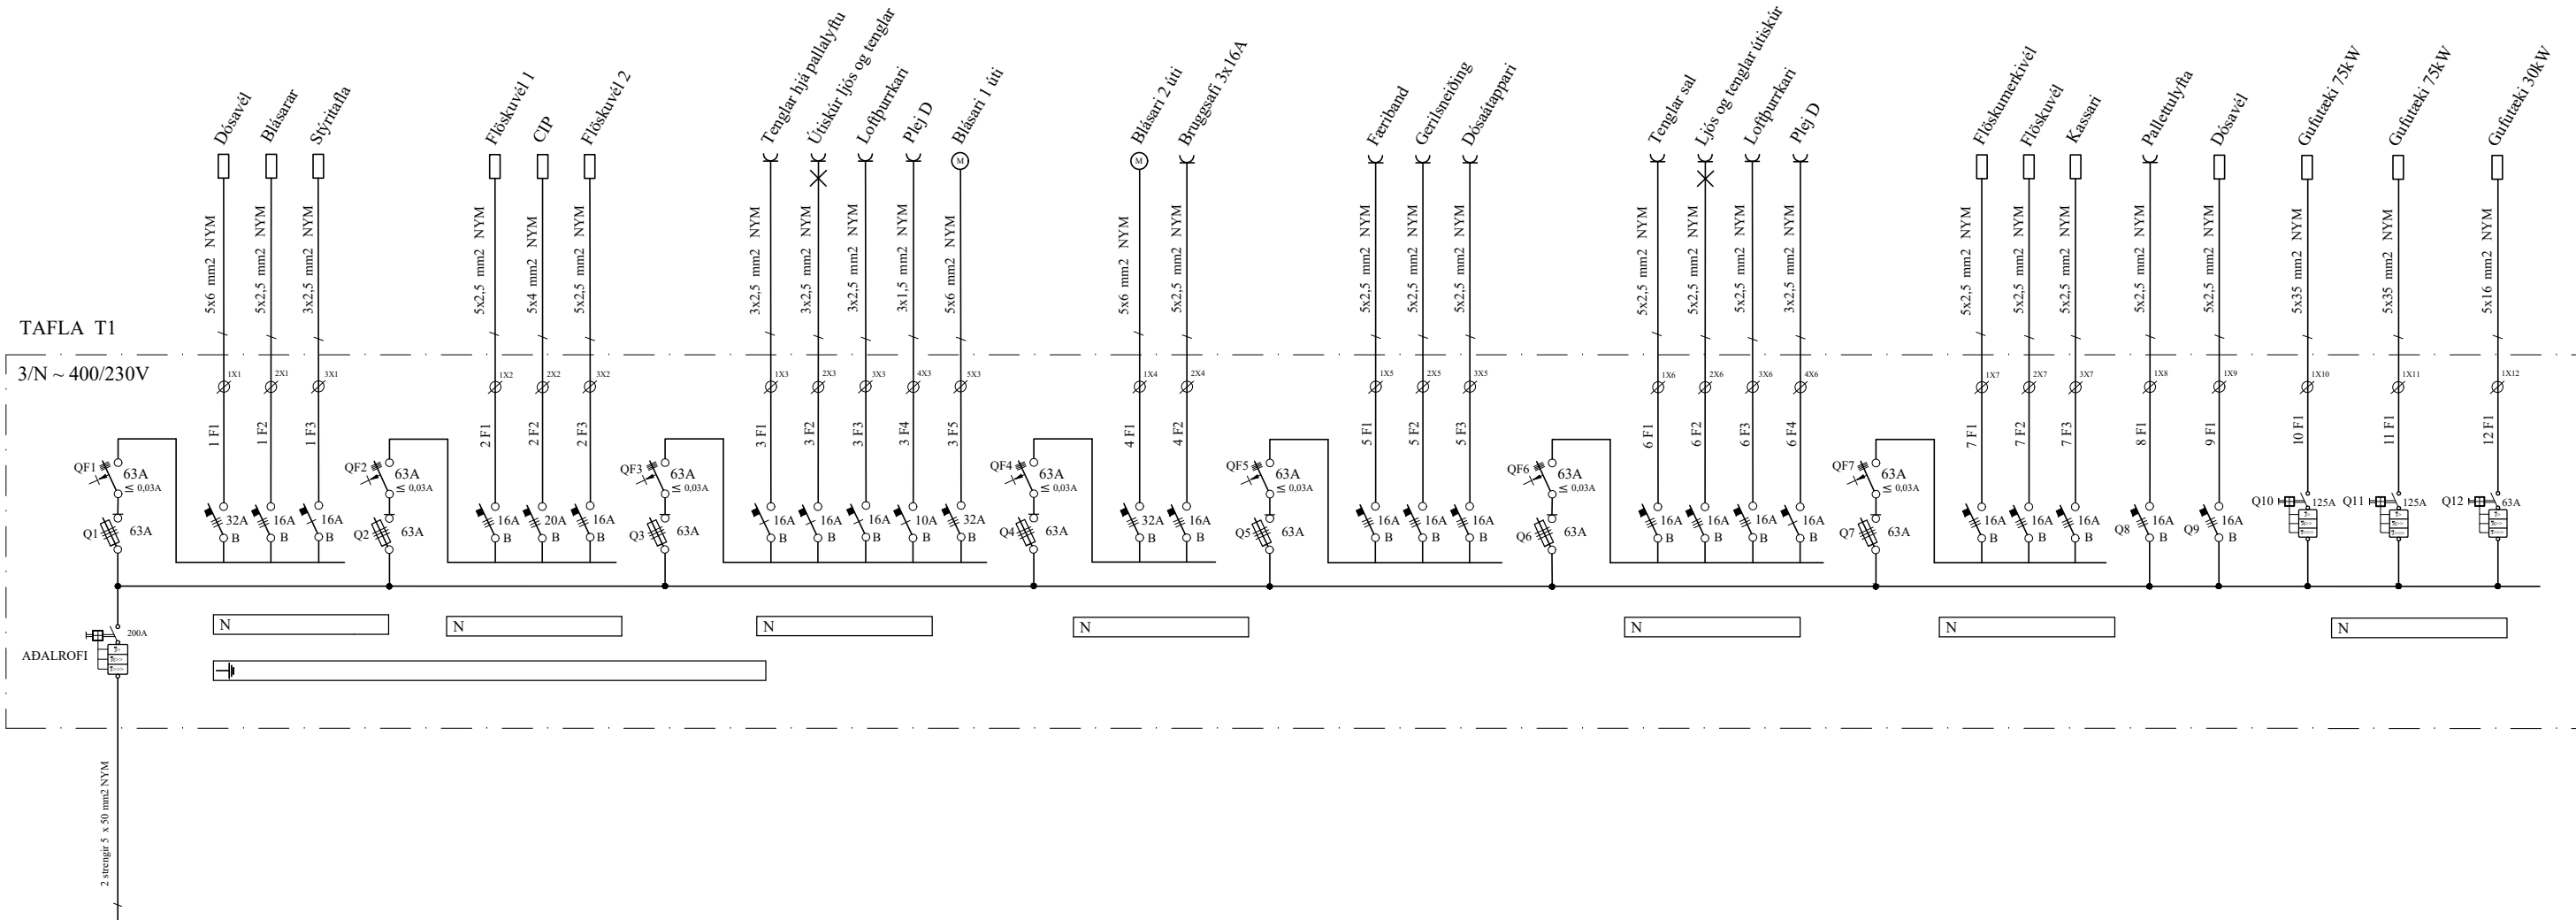 Dósavél
Blásarar
Stýritafla
Flöskuvél 1
CIP
Flöskuvél 2
Tenglar hjá pallalyftu
Útiskúr ljós og tenglar
Loftþurrkari
Plej D
Blásari 1 úti
Blásari 2 úti
Bruggsafi 3x16A
Færiband
Gerilsneiðing
Dósaátappari
Tenglar sal
Ljós og tenglar útiskúr
Loftþurrkari
Plej D
Flöskumerkivél
Flöskuvél
Kassari
Pallettulyfta
Dósavél
Gufutæki 75kW
Gufutæki 75kW
Gufutæki 30kW
M
M
5x6 mm2 NYM
5x2,5 mm2 NYM
3x2,5 mm2 NYM
5x2,5 mm2 NYM
5x4 mm2 NYM
5x2,5 mm2 NYM
3x2,5 mm2 NYM
3x2,5 mm2 NYM
3x2,5 mm2 NYM
3x1,5 mm2 NYM
5x6 mm2 NYM
5x6 mm2 NYM
5x2,5 mm2 NYM
5x2,5 mm2 NYM
5x2,5 mm2 NYM
5x2,5 mm2 NYM
5x2,5 mm2 NYM
5x2,5 mm2 NYM
5x2,5 mm2 NYM
3x2,5 mm2 NYM
5x2,5 mm2 NYM
5x2,5 mm2 NYM
5x2,5 mm2 NYM
5x2,5 mm2 NYM
5x2,5 mm2 NYM
5x35 mm2 NYM
5x35 mm2 NYM
5x16 mm2 NYM
TAFLA T1
3/N ~ 400/230V
1X1
2X1
3X1
1X2
2X2
3X2
1X3
2X3
3X3
4X3
5X3
1X4
2X4
1X5
2X5
3X5
1X6
2X6
3X6
4X6
1X7
2X7
3X7
1X8
1X9
1X10
1X11
1X12
1 F1
1 F2
1 F3
2 F1
2 F2
2 F3
3 F1
3 F2
3 F3
3 F4
3 F5
4 F1
4 F2
5 F1
5 F2
5 F3
6 F1
6 F2
6 F3
6 F4
7 F1
7 F2
7 F3
8 F1
9 F1
10 F1
11 F1
12 F1
QF1
63A
≤ 0,03A
QF2
63A
≤ 0,03A
QF3
63A
≤ 0,03A
QF4
63A
≤ 0,03A
QF5
63A
≤ 0,03A
QF6
63A
≤ 0,03A
QF7
63A
≤ 0,03A
Q1
63A
32A
B
16A
B
16A
B
Q2
63A
16A
B
20A
B
16A
B
Q3
63A
16A
B
16A
B
16A
B
10A
B
32A
B
Q4
63A
32A
B
16A
B
Q5
63A
16A
B
16A
B
16A
B
Q6
63A
16A
B
16A
B
16A
B
16A
B
Q7
63A
16A
B
16A
B
16A
B
Q8
16A
B
Q9
16A
B
Q10
125A
Q11
125A
Q12
63A
N
N
N
N
N
N
N
200A
AÐALROFI
2 strengir 5 x 50 mm2 NYM